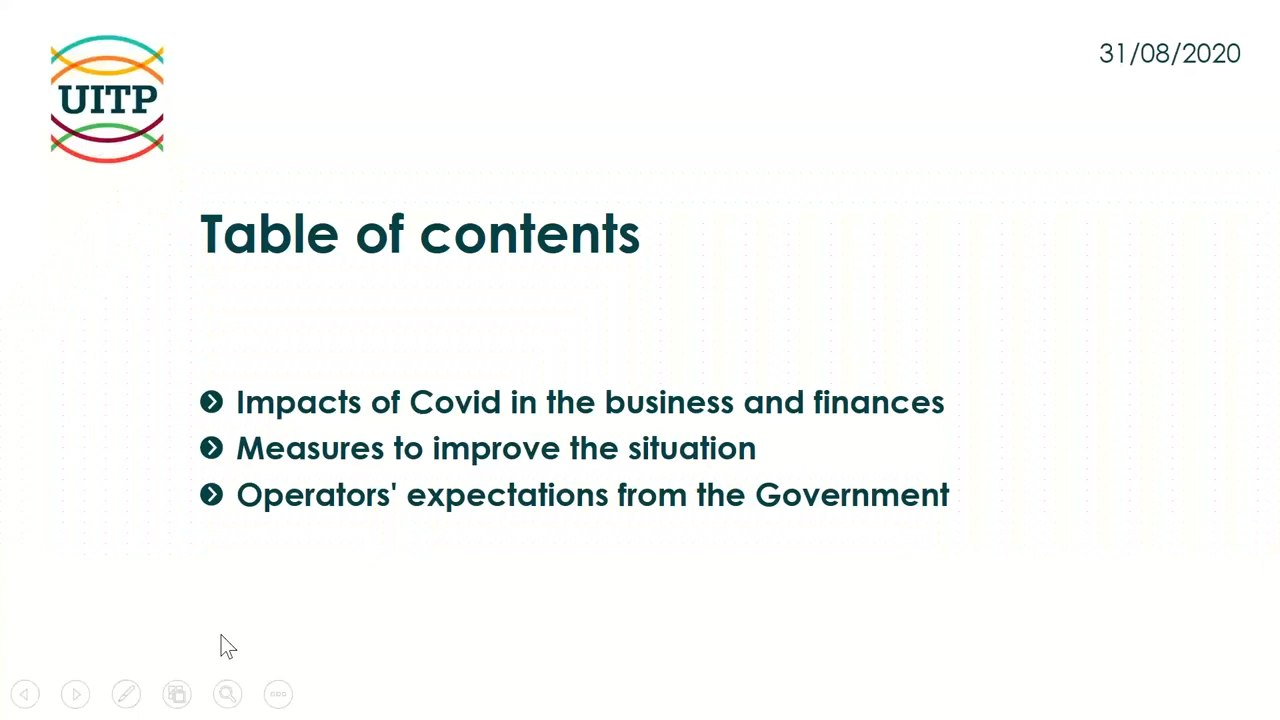 UITP
31/08/2020
Table of contents
Impacts of Covid in the business and finances
Measures to improve the situation
Operators' expectations from the Government